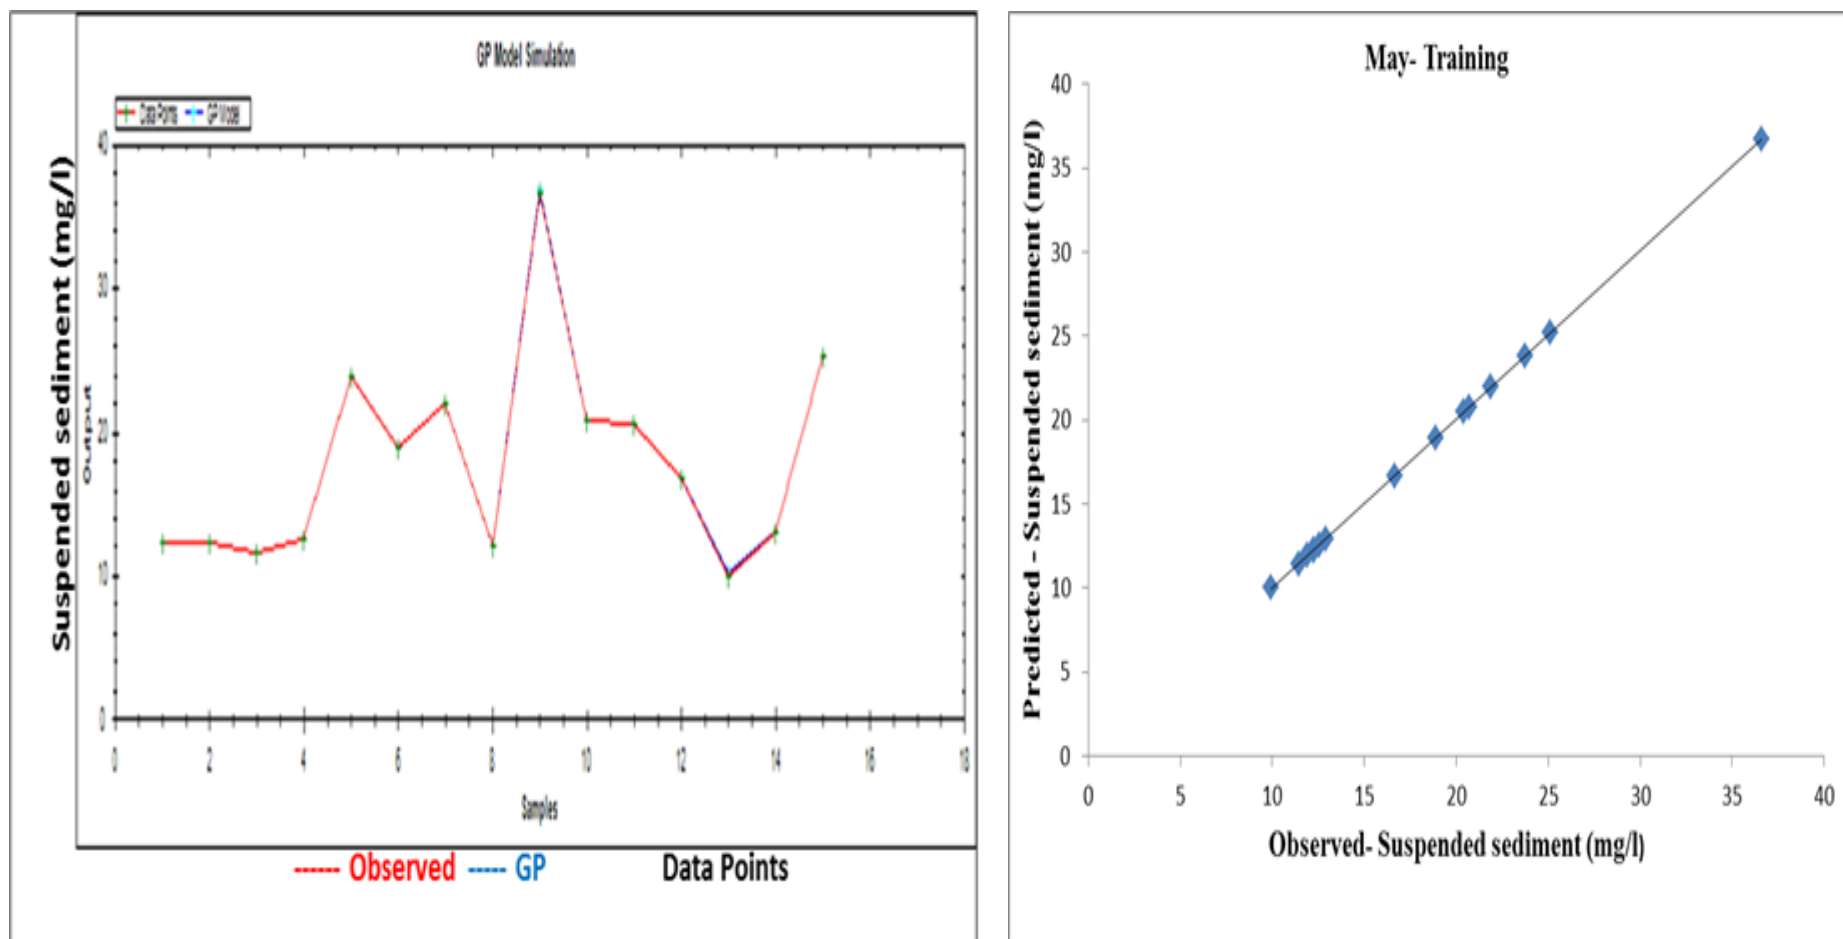 GP Model Simulation
Data Points GP Model
Suspended sediment (mg/l)
Output
40
30
20
10
0
0 2 4 6 8 10 12 14 16 18
Samples
Observed GP Data Points
May- Training
Predicted - Suspended sediment (mg/l)
40
35
30
25
20
15
10
5
0
0 5 10 15 20 25 30 35 40
Observed- Suspended sediment (mg/l)